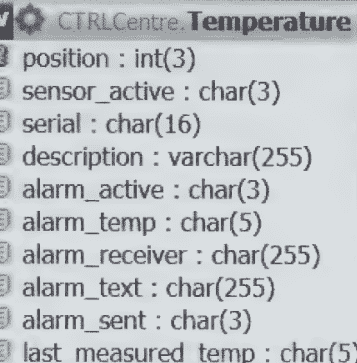 CTRLCentre.Temperature
position : int(3)
sensor_active : char(3)
serial : char(16)
description : varchar(255)
alarm_active : char(3)
alarm_temp : char(5)
alarm_receiver : char(255)
alarm_text : char(255)
alarm_sent : char(3)
last_measured_temp : char(5)